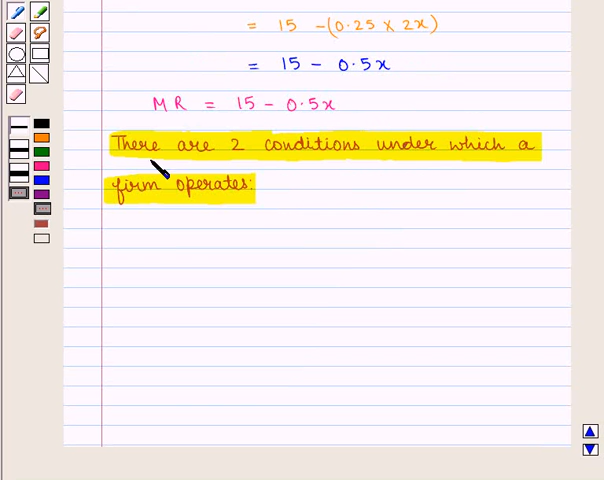 = 15 - (0.25 × 2x)
= 15 - 0.5x
MR = 15 - 0.5x
There are 2 conditions under which a
firm operates: